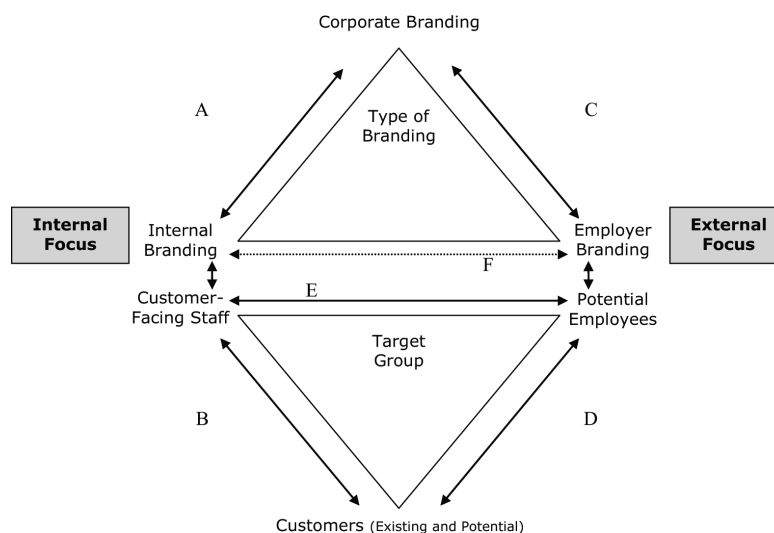 Corporate Branding
A
C
Type of
Branding
Internal
Focus
Internal
Branding
Employer
Branding
External
Focus
F
Customer-
Facing Staff
E
Potential
Employees
Target
Group
B
D
Customers (Existing and Potential)